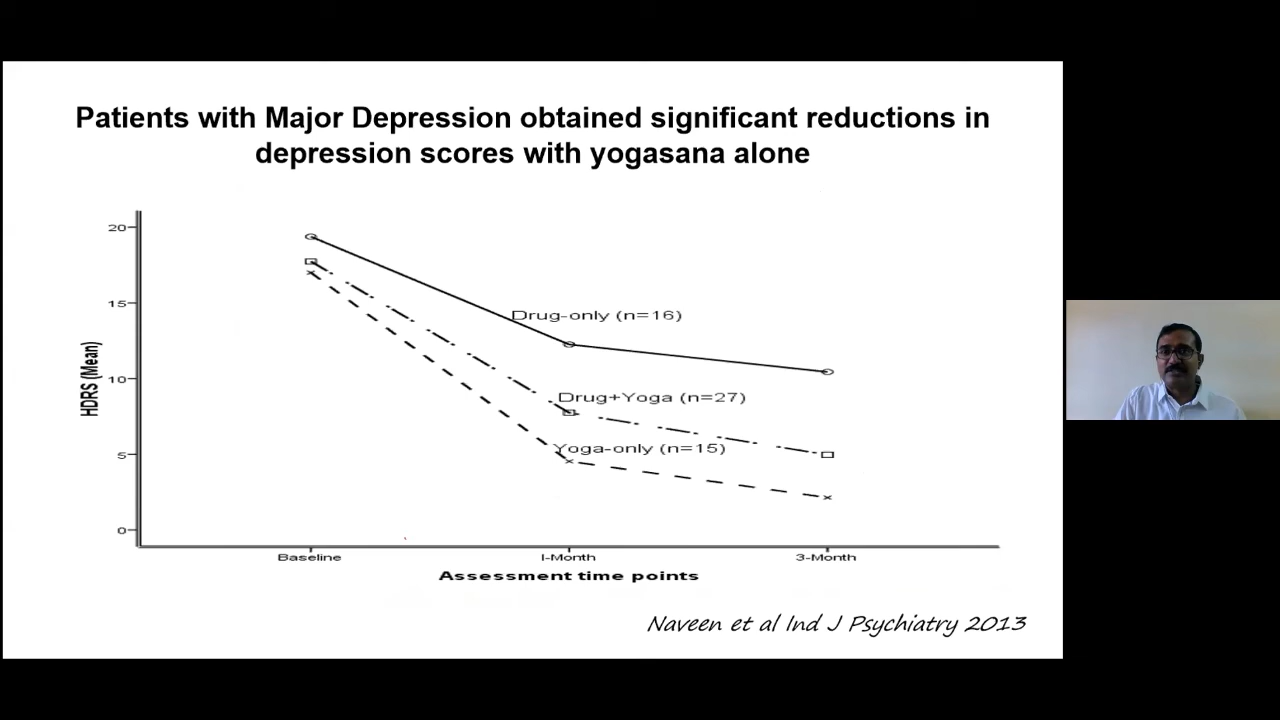 Patients with Major Depression obtained significant reductions in
depression scores with yogasana alone
20
15
10
5
0
HDRS (Mean)
Drug-only (n=16)
Drug+Yoga (n=27)
Yoga-only (n=15)
Baseline
I-Month
3-Month
Assessment time points
Naveen et al Ind J Psychiatry 2013